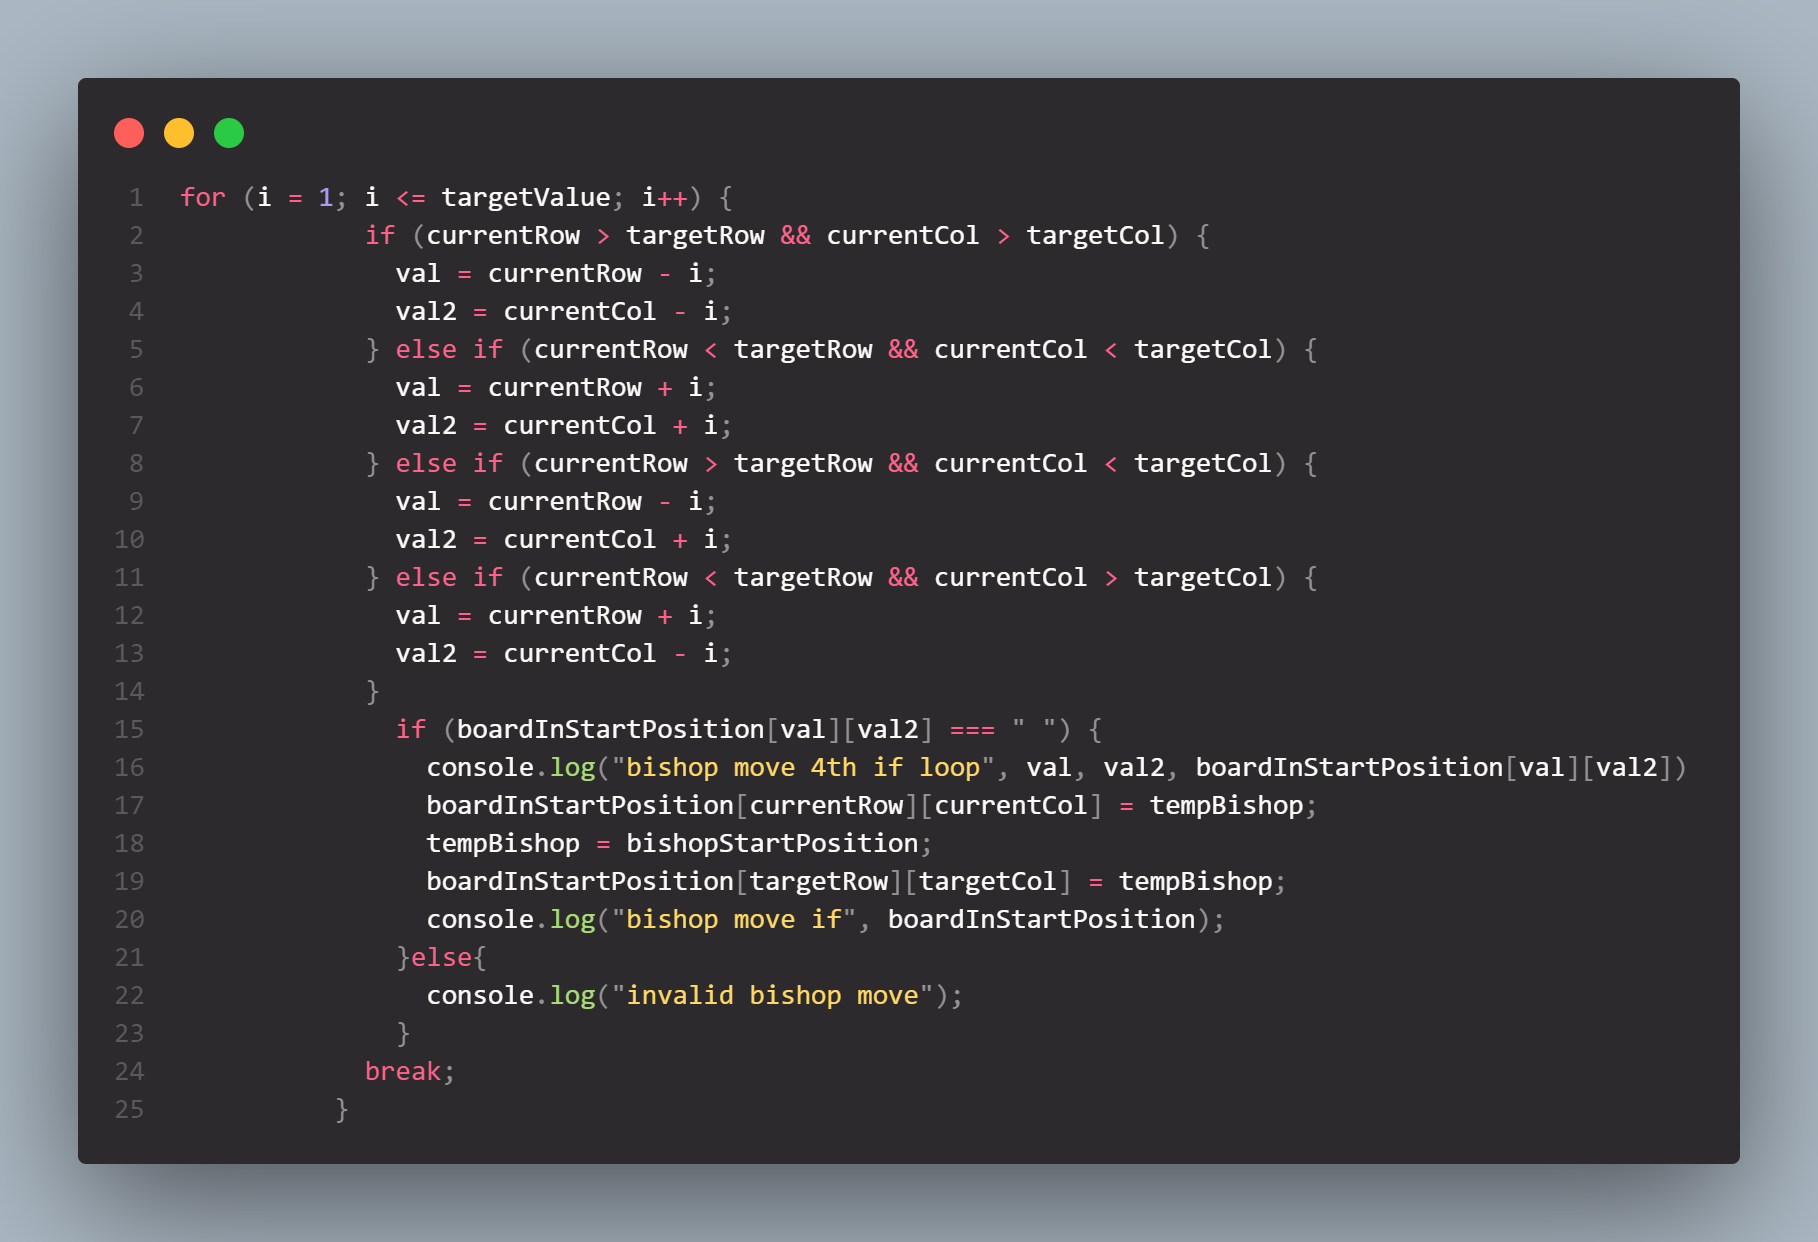 1 for (i = 1; i <= targetValue; i++) {
2 if (currentRow > targetRow && currentCol > targetCol) {
3 val = currentRow - i;
4 val2 = currentCol - i;
5 } else if (currentRow < targetRow && currentCol < targetCol) {
6 val = currentRow + i;
7 val2 = currentCol + i;
8 } else if (currentRow > targetRow && currentCol < targetCol) {
9 val = currentRow - i;
10 val2 = currentCol + i;
11 } else if (currentRow < targetRow && currentCol > targetCol) {
12 val = currentRow + i;
13 val2 = currentCol - i;
14 }
15 if (boardInStartPosition[val][val2] === " ") {
16 console.log("bishop move 4th if loop", val, val2, boardInStartPosition[val][val2])
17 boardInStartPosition[currentRow][currentCol] = tempBishop;
18 tempBishop = bishopStartPosition;
19 boardInStartPosition[targetRow][targetCol] = tempBishop;
20 console.log("bishop move if", boardInStartPosition);
21 }else{
22 console.log("invalid bishop move");
23 }
24 break;
25 }